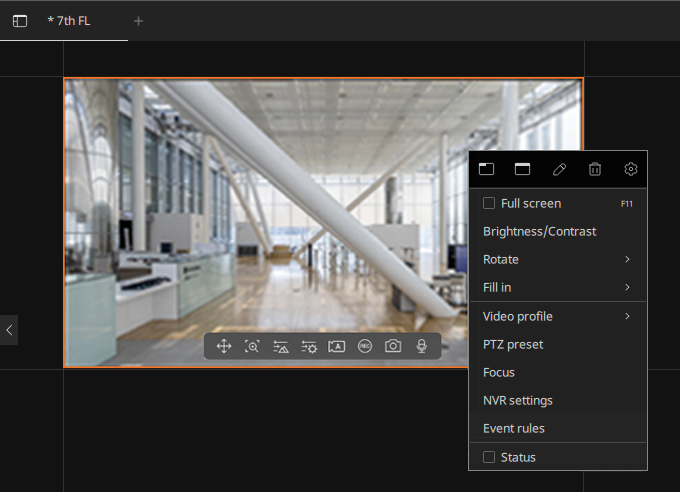 * 7th FL
Full screen F11
Brightness/Contrast
Rotate
Fill in
Video profile
PTZ preset
Focus
NVR settings
Event rules
Status
A
REC